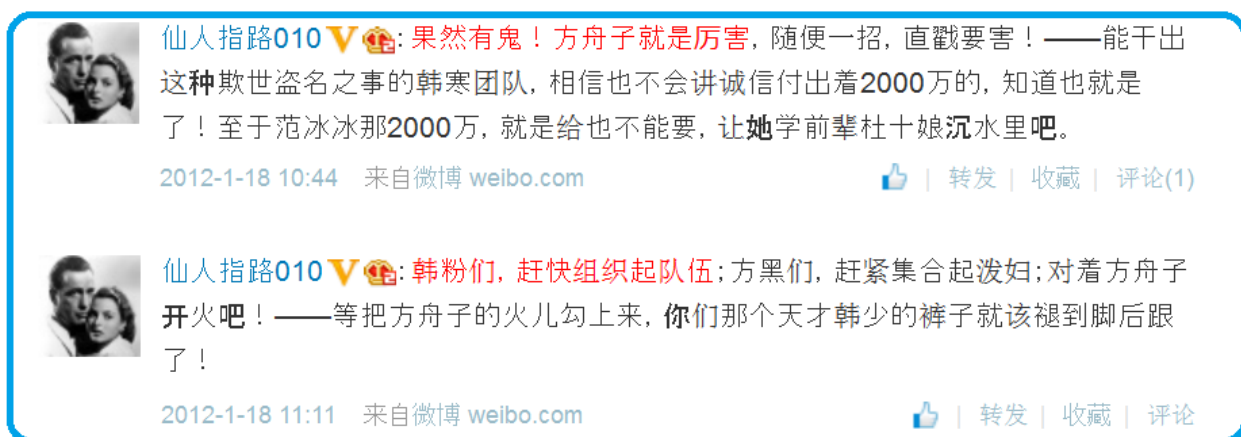 仙人指路010 V : 果然有鬼！方舟子就是厉害, 随便一招, 直戳要害！——能干出
这种欺世盗名之事的韩寒团队, 相信也不会讲诚信付出着2000万的, 知道也就是
了！至于范冰冰那2000万, 就是给也不能要, 让她学前辈杜十娘沉水里吧。
2012-1-18 10:44 来自微博 weibo.com | 转发 | 收藏 | 评论(1)
仙人指路010 V : 韩粉们, 赶快组织起队伍;方黑们, 赶紧集合起泼妇;对着方舟子
开火吧！——等把方舟子的火儿勾上来, 你们那个天才韩少的裤子就该褪到脚后跟
了！
2012-1-18 11:11 来自微博 weibo.com | 转发 | 收藏 | 评论